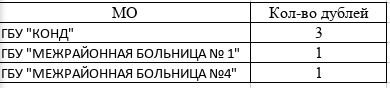 МО Кол-во дублей
ГБУ "КОНД" 3
ГБУ "МЕЖРАЙОННАЯ БОЛЬНИЦА № 1" 1
ГБУ "МЕЖРАЙОННАЯ БОЛЬНИЦА №4" 1